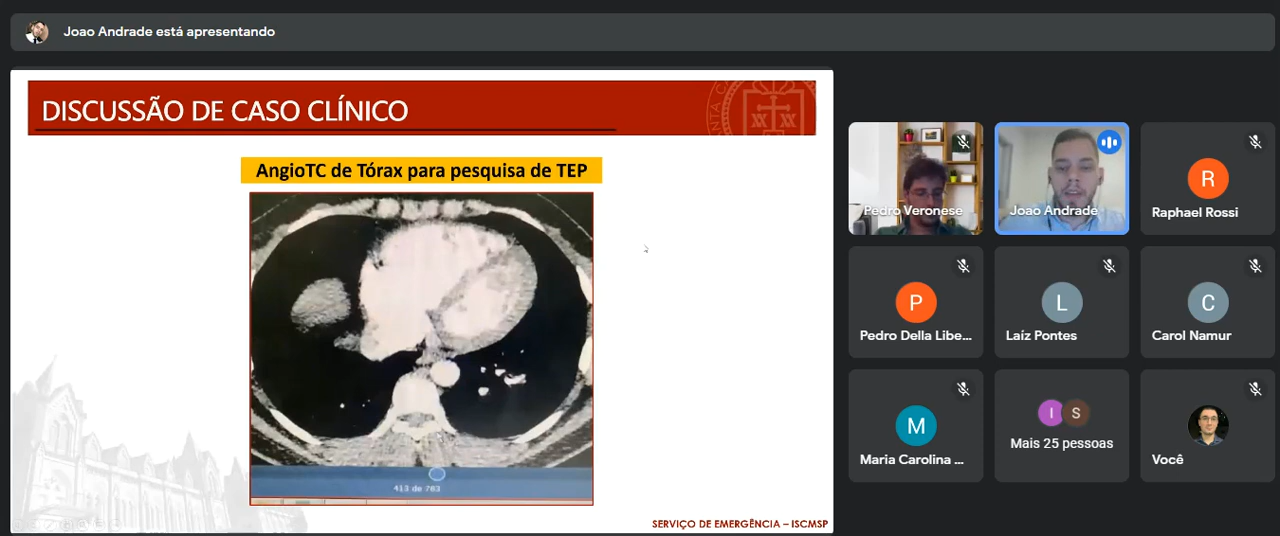 Joao Andrade está apresentando
DISCUSSÃO DE CASO CLÍNICO
AngioTC de Tórax para pesquisa de TEP
413 de 763
SERVIÇO DE EMERGÊNCIA – ISCMSP
Pedro Veronese
Joao Andrade
R
Raphael Rossi
P
Pedro Della Libe...
L
Laíz Pontes
C
Carol Namur
M
Maria Carolina ...
I S
Mais 25 pessoas
Você